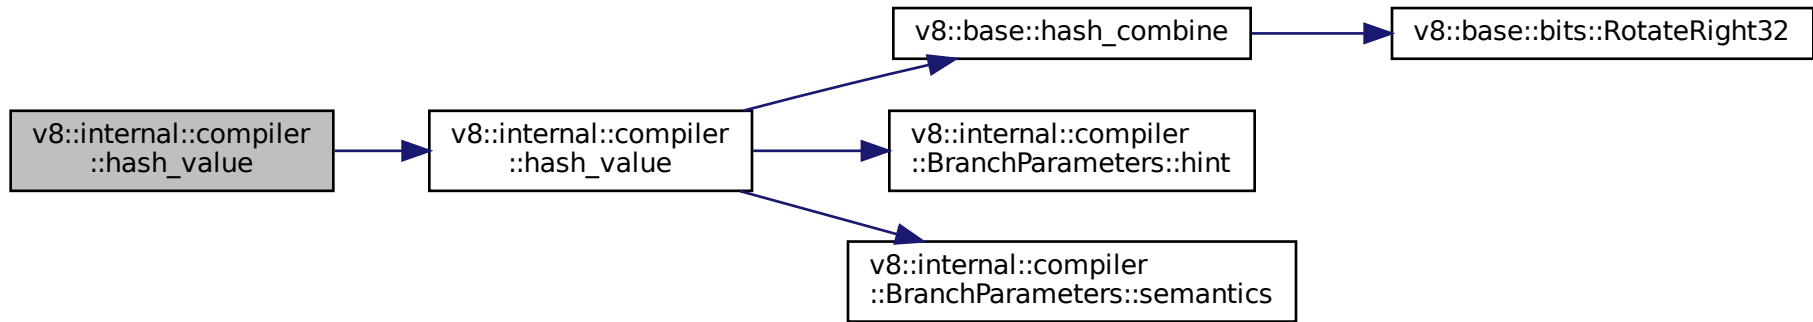 v8::internal::compiler
::hash_value
v8::internal::compiler
::hash_value
v8::base::hash_combine
v8::base::bits::RotateRight32
v8::internal::compiler
::BranchParameters::hint
v8::internal::compiler
::BranchParameters::semantics